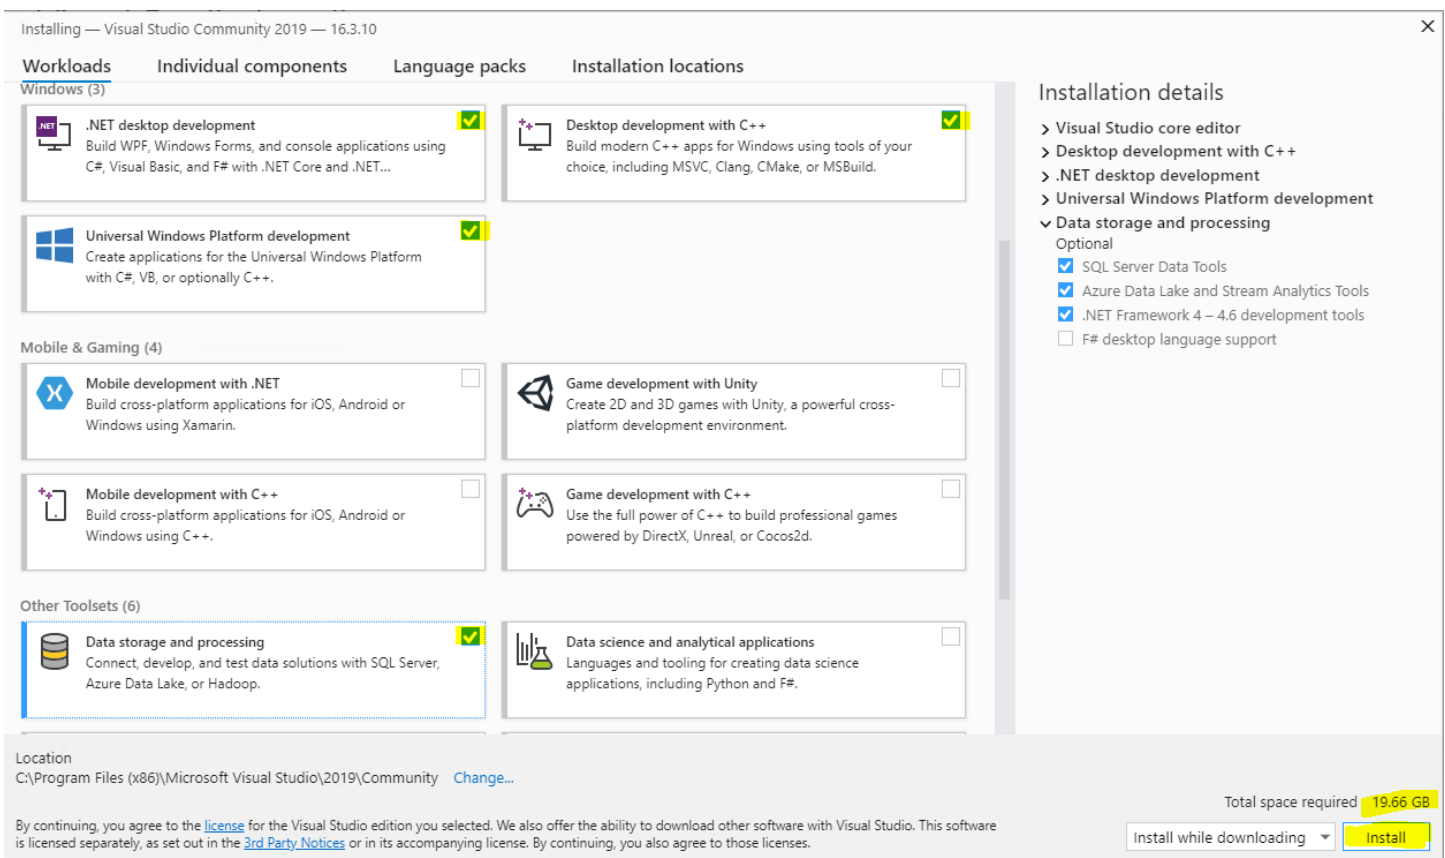 Installing — Visual Studio Community 2019 — 16.3.10
Workloads
Individual components
Language packs
Installation locations
Windows (3)
.NET
.NET desktop development
Build WPF, Windows Forms, and console applications using
C#, Visual Basic, and F# with .NET Core and .NET...
Desktop development with C++
Build modern C++ apps for Windows using tools of your
choice, including MSVC, Clang, CMake, or MSBuild.
Universal Windows Platform development
Create applications for the Universal Windows Platform
with C#, VB, or optionally C++.
Mobile & Gaming (4)
Mobile development with .NET
Build cross-platform applications for iOS, Android or
Windows using Xamarin.
Game development with Unity
Create 2D and 3D games with Unity, a powerful cross-
platform development environment.
Mobile development with C++
Build cross-platform applications for iOS, Android or
Windows using C++.
Game development with C++
Use the full power of C++ to build professional games
powered by DirectX, Unreal, or Cocos2d.
Other Toolsets (6)
Data storage and processing
Connect, develop, and test data solutions with SQL Server,
Azure Data Lake, or Hadoop.
Data science and analytical applications
Languages and tooling for creating data science
applications, including Python and F#.
Installation details
Visual Studio core editor
Desktop development with C++
.NET desktop development
Universal Windows Platform development
Data storage and processing
Optional
SQL Server Data Tools
Azure Data Lake and Stream Analytics Tools
.NET Framework 4 – 4.6 development tools
F# desktop language support
Location
C:\Program Files (x86)\Microsoft Visual Studio\2019\Community Change...
Total space required 19.66 GB
By continuing, you agree to the license for the Visual Studio edition you selected. We also offer the ability to download other software with Visual Studio. This software
is licensed separately, as set out in the 3rd Party Notices or in its accompanying license. By continuing, you also agree to those licenses.
Install while downloading
Install